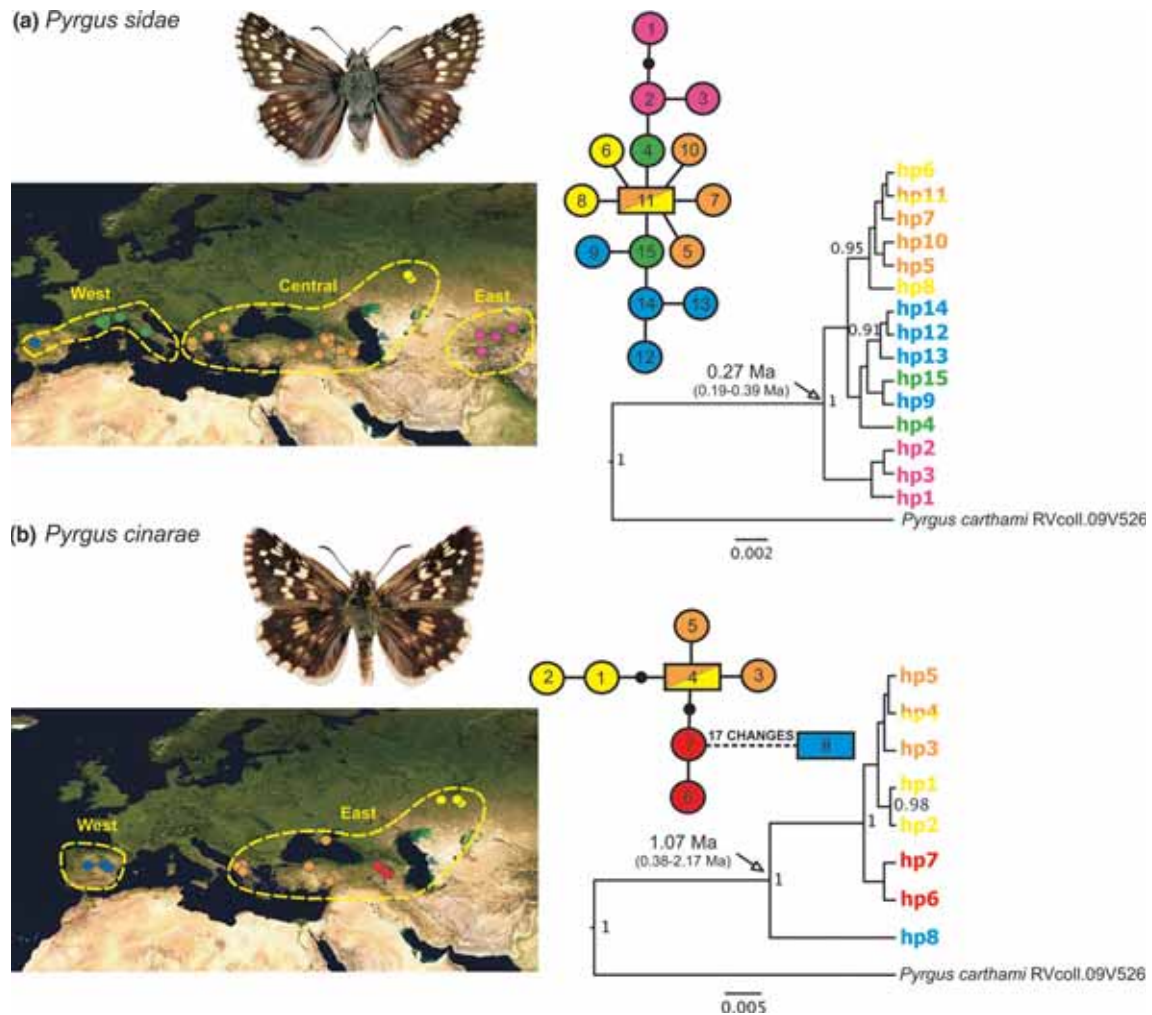 (a) Pyrgus sidae
1
2 3
6 4 10
8 11 7
9 15 5
14 13
12
West
Central
East
hp6
hp11
hp7
hp10
hp5
hp8
hp14
hp12
hp13
hp15
hp9
hp4
hp2
hp3
hp1
Pyrgus carthami RVcoll.09V526
0.95
0.91
0.27 Ma
(0.19-0.39 Ma)
1
1
0.002
(b) Pyrgus cinarae
5
2 1 4 3
17 CHANGES
6
West
East
hp5
hp4
hp3
hp1
0.98
hp2
hp7
hp6
hp8
Pyrgus carthami RVcoll.09V526
1
1.07 Ma
(0.38-2.17 Ma)
1
1
0.005